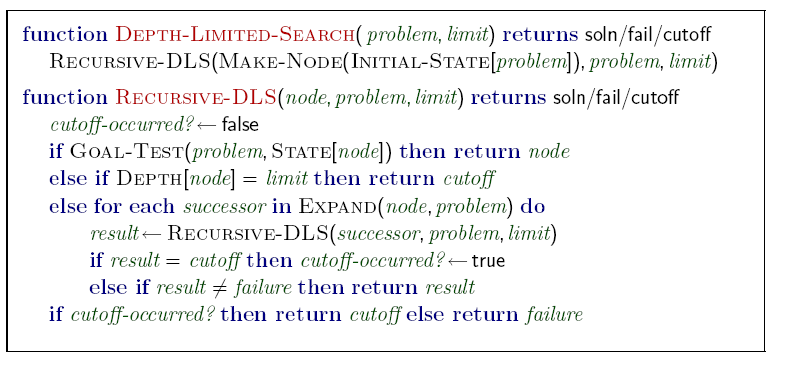 function DEPTH-LIMITED-SEARCH( problem, limit) returns soln/fail/cutoff
RECURSIVE-DLS(MAKE-NODE(INITIAL-STATE[problem]), problem, limit)
function RECURSIVE-DLS(node, problem, limit) returns soln/fail/cutoff
cutoff-occurred? ← false
if GOAL-TEST(problem, STATE[node]) then return node
else if DEPTH[node] = limit then return cutoff
else for each successor in EXPAND(node, problem) do
result ← RECURSIVE-DLS(successor, problem, limit)
if result = cutoff then cutoff-occurred? ← true
else if result ≠ failure then return result
if cutoff-occurred? then return cutoff else return failure